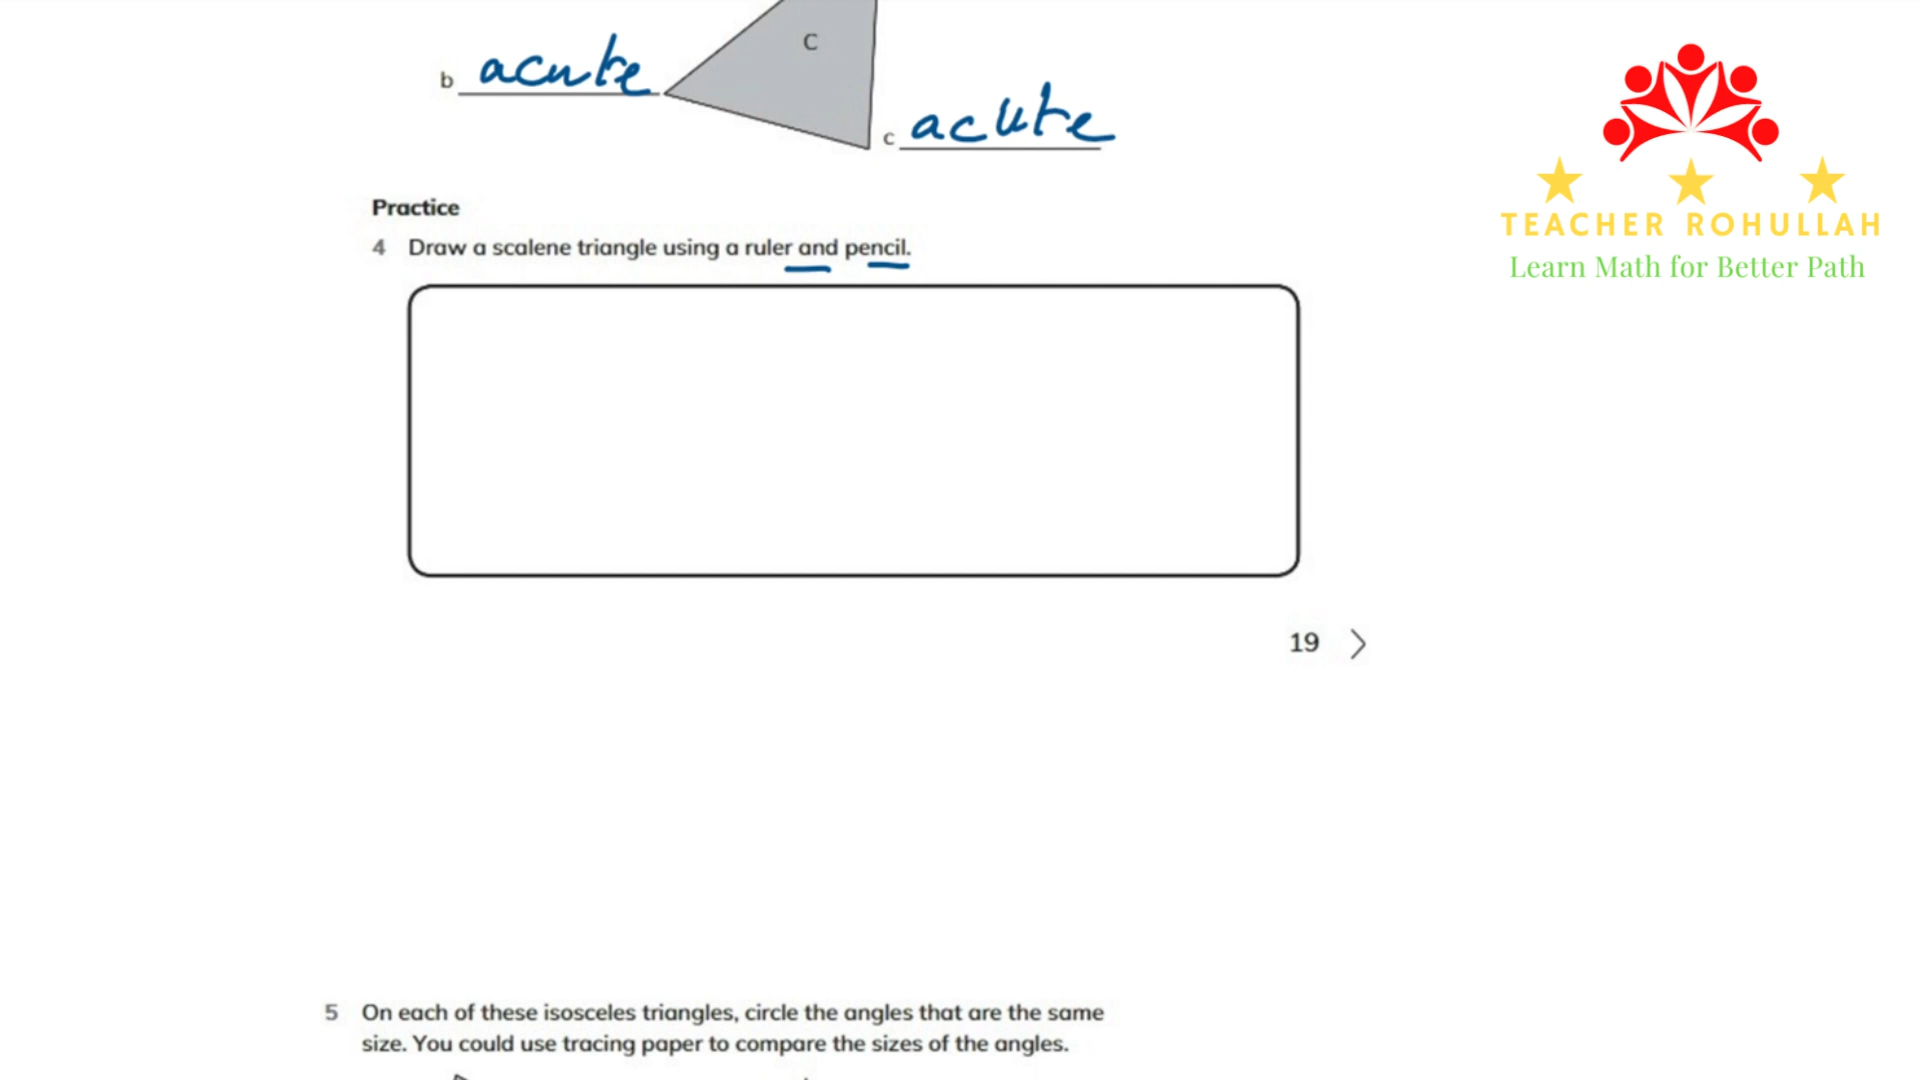 C
b acute
c acute
Practice
4 Draw a scalene triangle using a ruler and pencil.
19
5 On each of these isosceles triangles, circle the angles that are the same
size. You could use tracing paper to compare the sizes of the angles.
TEACHER ROHULLAH
Learn Math for Better Path